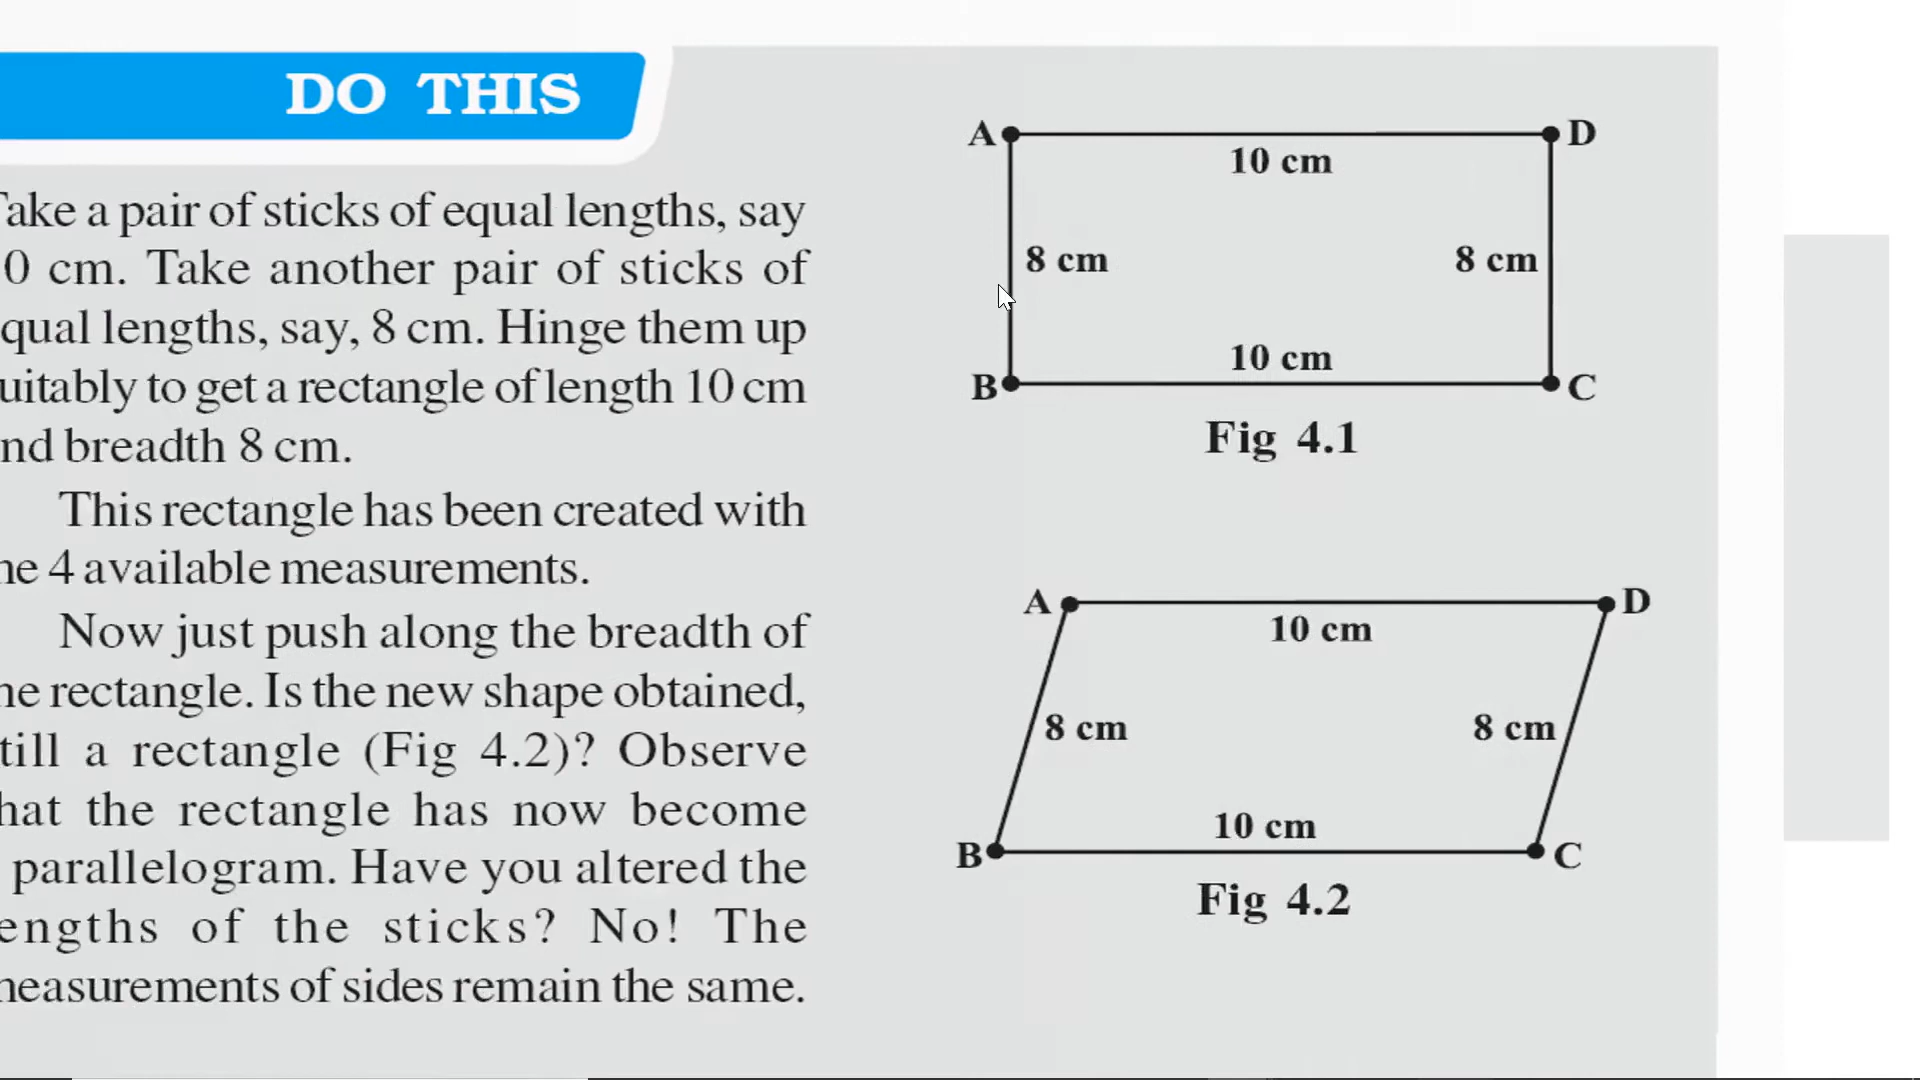 DO THIS
Take a pair of sticks of equal lengths, say
0 cm. Take another pair of sticks of
qual lengths, say, 8 cm. Hinge them up
uitably to get a rectangle of length 10 cm
nd breadth 8 cm.
This rectangle has been created with
he 4 available measurements.
Now just push along the breadth of
he rectangle. Is the new shape obtained,
till a rectangle (Fig 4.2)? Observe
hat the rectangle has now become
parallelogram. Have you altered the
engths of the sticks? No! The
measurements of sides remain the same.
A D
10 cm
8 cm 8 cm
10 cm
B C
Fig 4.1
A D
10 cm
8 cm 8 cm
10 cm
B C
Fig 4.2